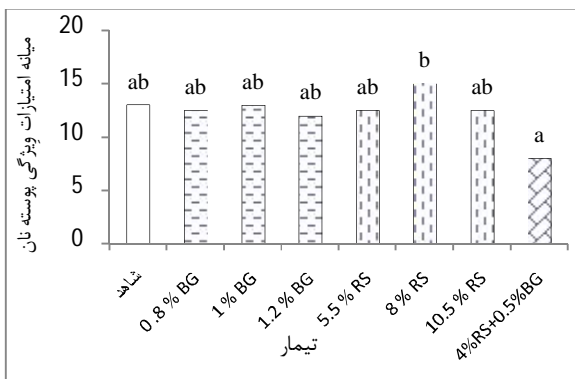 میانه امتیازات ویژگی پوسته نان
20
15
10
5
0
ab
ab
ab
ab
ab
b
ab
a
شاهد
0.8 % BG
1 % BG
1.2 % BG
5.5 % RS
8 % RS
10.5 % RS
4%RS+0.5%BG
تیمار